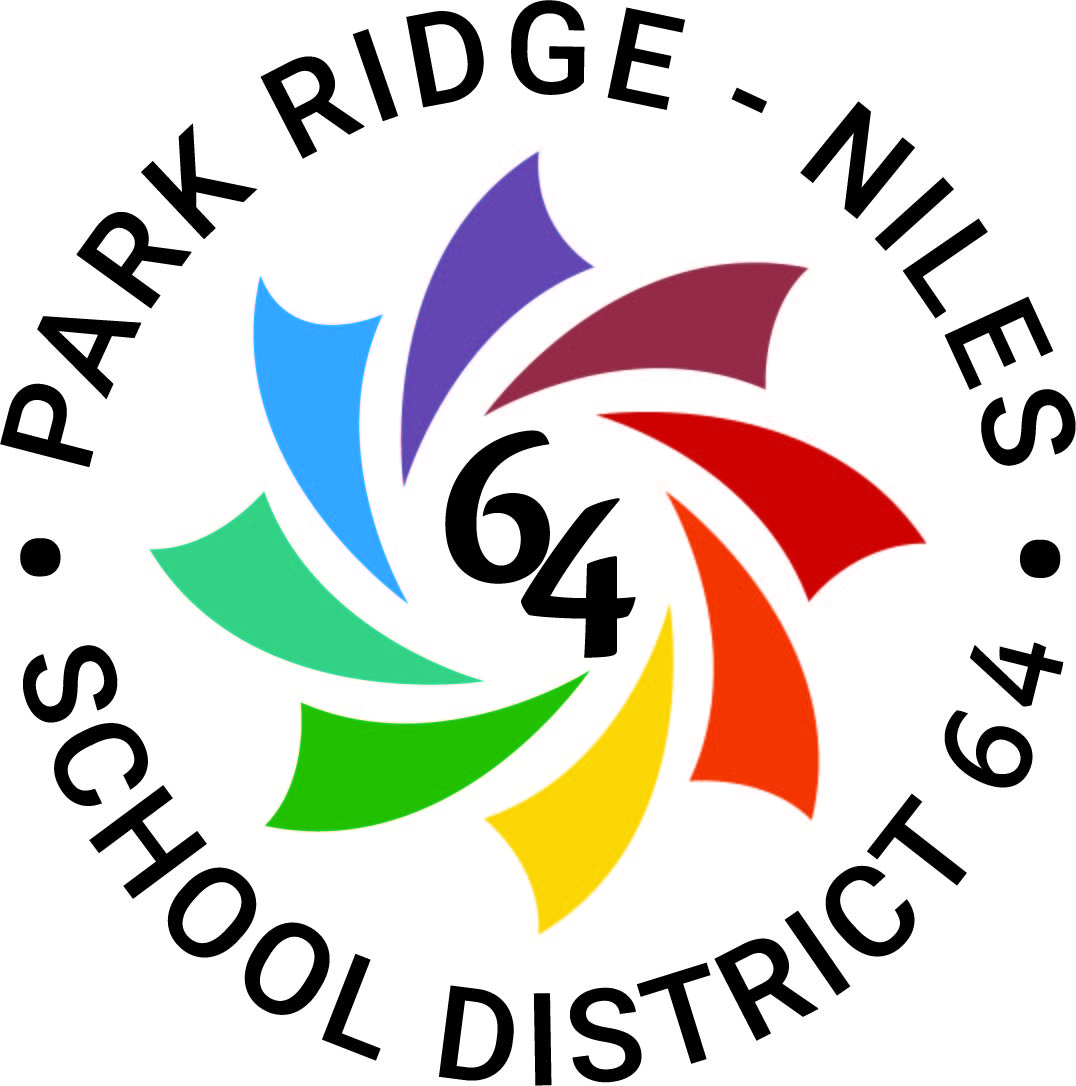 PARK RIDGE - NILES
64
• SCHOOL DISTRICT 64 •